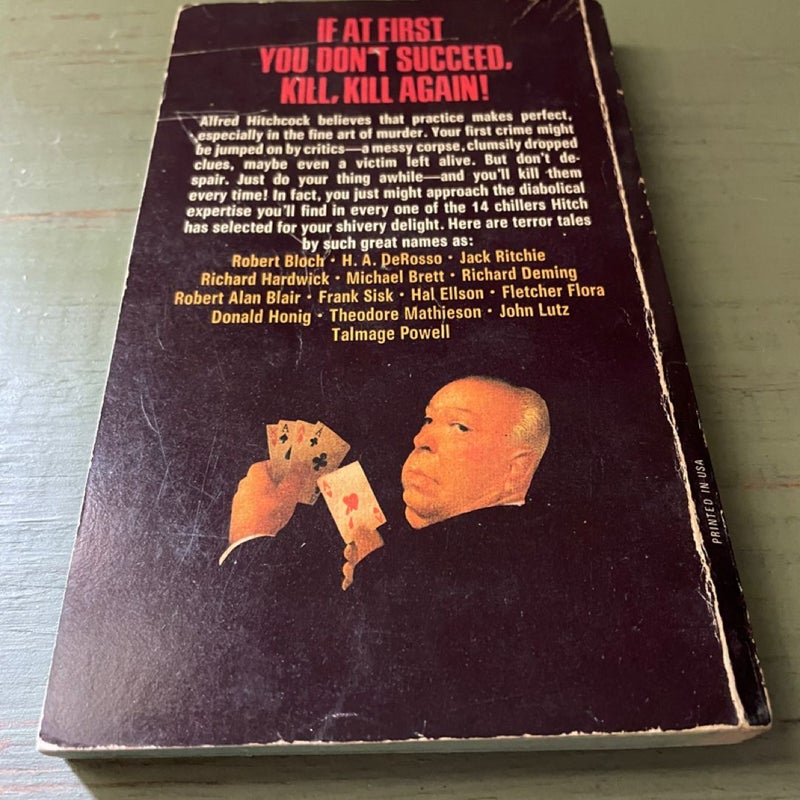 IF AT FIRST
YOU DON'T SUCCEED,
KILL, KILL AGAIN!
Alfred Hitchcock believes that practice makes perfect,
especially in the fine art of murder. Your first crime might
be jumped on by critics—a messy corpse, clumsily dropped
clues, maybe even a victim left alive. But don't de-
spair. Just do your thing awhile—and you'll kill them
every time! In fact, you just might approach the diabolical
expertise you'll find in every one of the 14 chillers Hitch
has selected for your shivery delight. Here are terror tales
by such great names as:
Robert Bloch • H. A. DeRosso • Jack Ritchie
Richard Hardwick • Michael Brett • Richard Deming
Robert Alan Blair • Frank Sisk • Hal Ellson • Fletcher Flora
Donald Honig • Theodore Mathieson • John Lutz
Talmage Powell
A
A
PRINTED IN USA